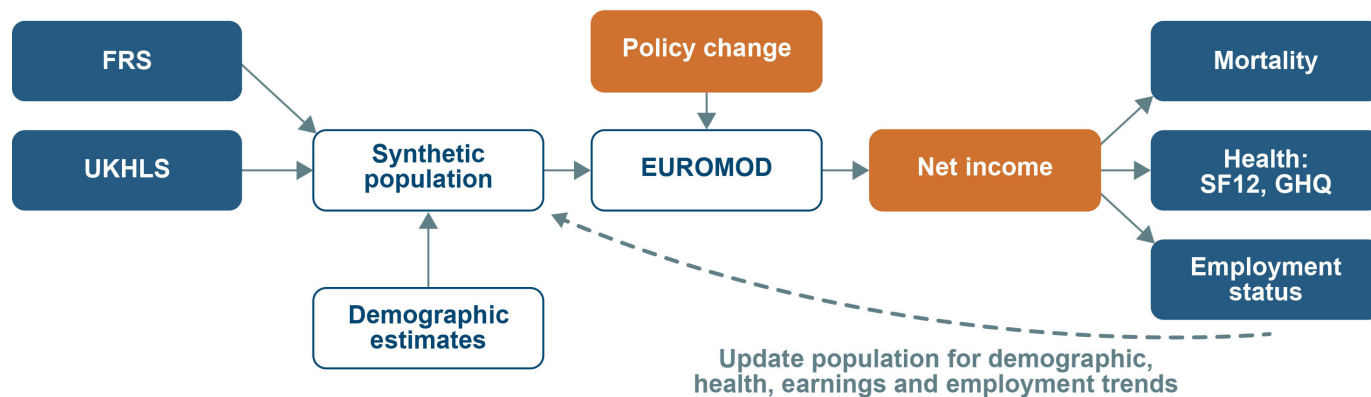 FRS
UKHLS
Synthetic
population
Demographic
estimates
Policy change
EUROMOD
Net income
Mortality
Health:
SF12, GHQ
Employment
status
Update population for demographic,
health, earnings and employment trends